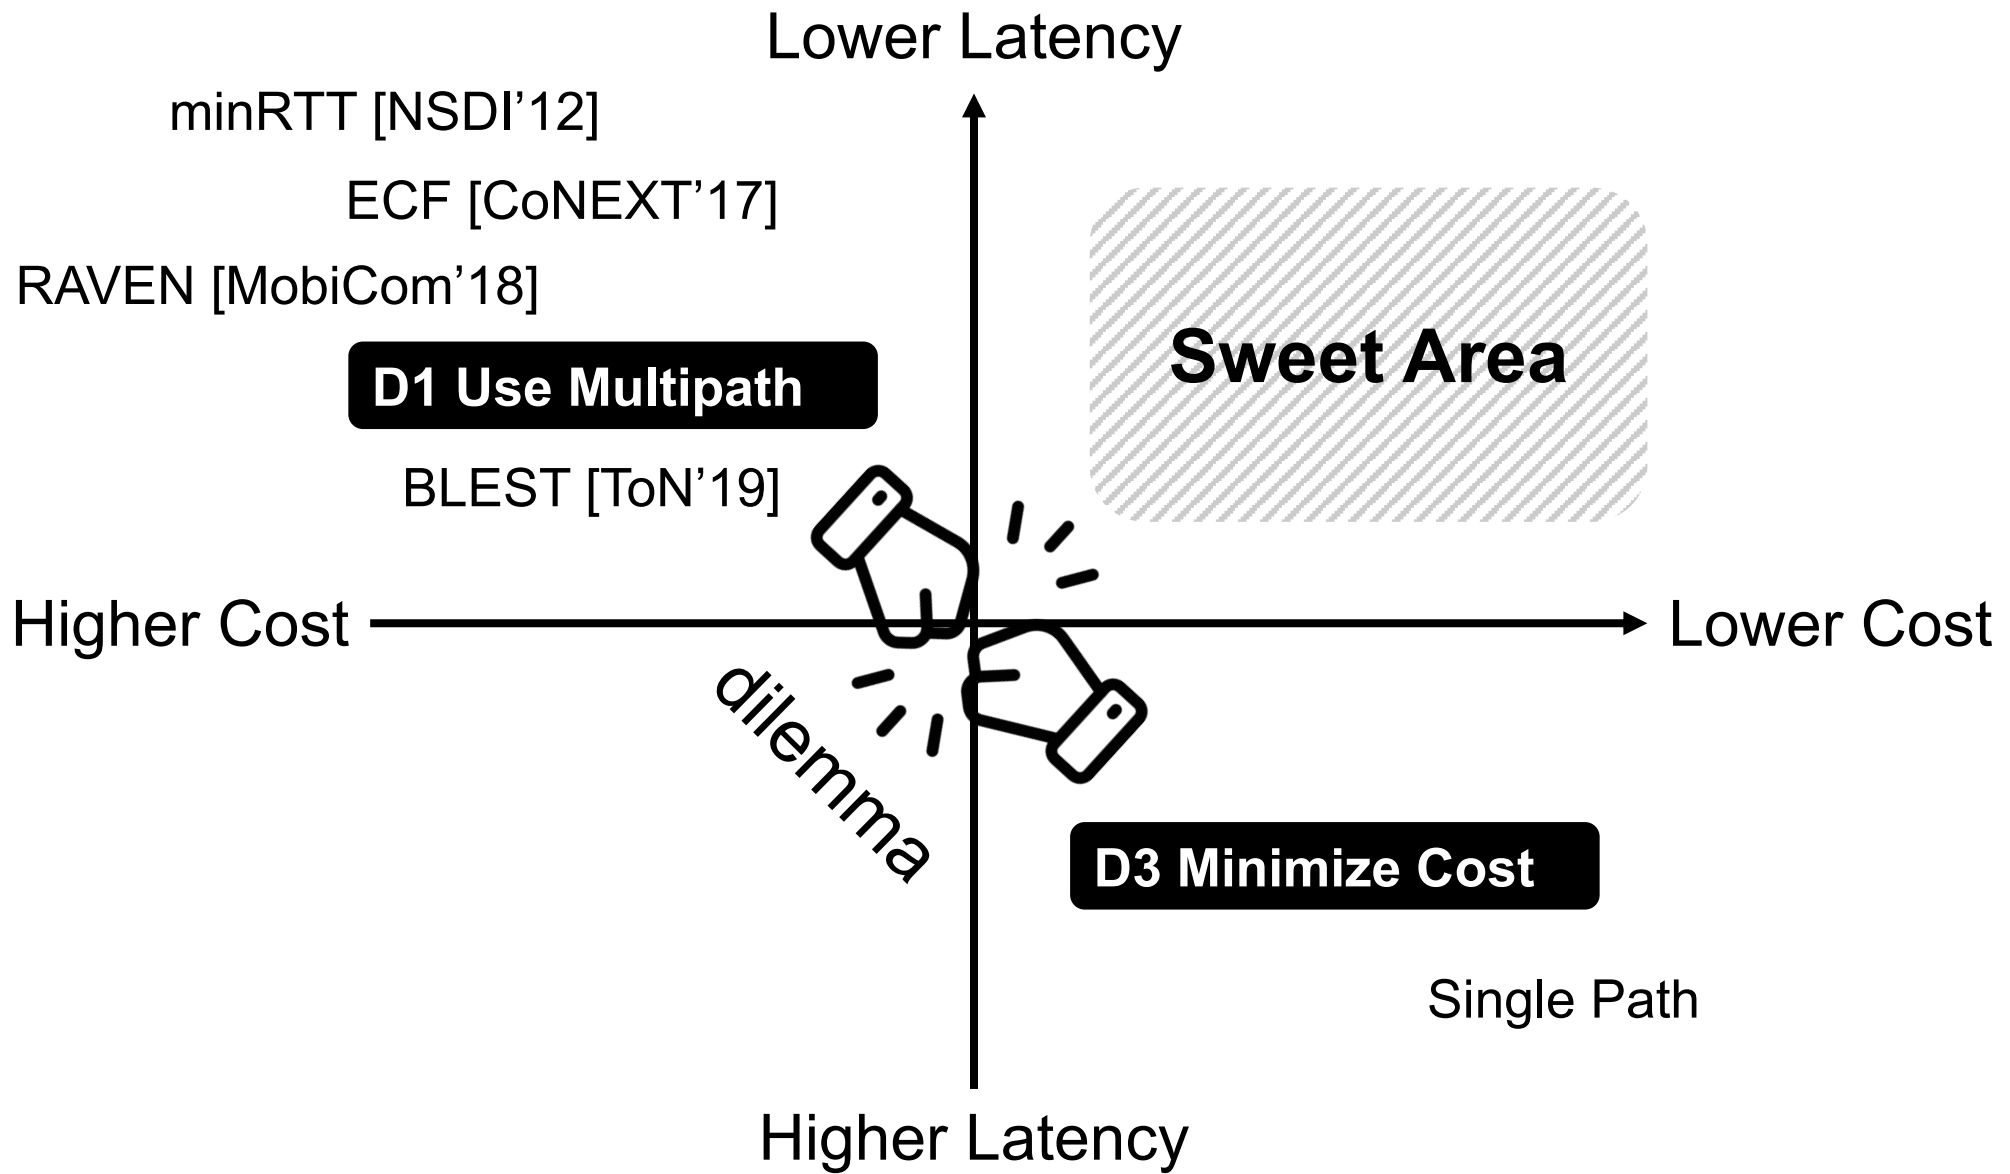 Lower Latency
minRTT [NSDI’12]
ECF [CoNEXT’17]
RAVEN [MobiCom’18]
Sweet Area
D1 Use Multipath
BLEST [ToN’19]
Higher Cost
Lower Cost
dilemma
D3 Minimize Cost
Single Path
Higher Latency